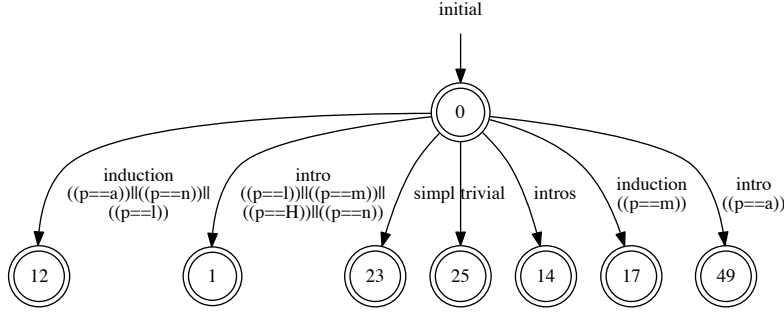 initial
0
induction
((p==a))||((p==n))||
((p==l))
intro
((p==l))||((p==m))||
((p==H))||((p==n))
simpl
trivial
intros
induction
((p==m))
intro
((p==a))
12
1
23
25
14
17
49